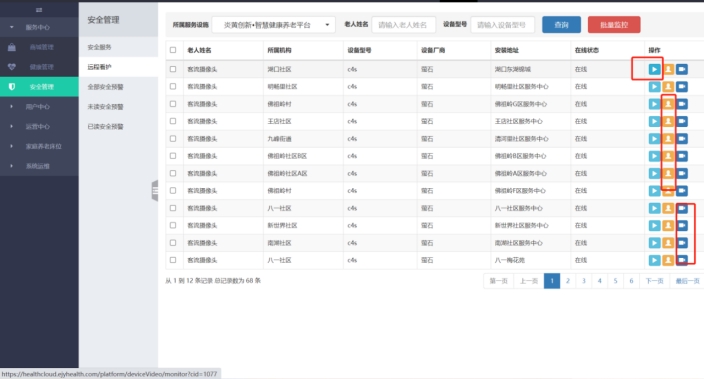 服务中心
商城管理
健康管理
安全管理
用户中心
运营中心
家庭养老床位
系统运维
安全管理
安全服务
远程看护
全部安全预警
未读安全预警
已读安全预警
所属服务设施 炎黄创新•智慧健康养老平台 老人姓名 请输入老人姓名 设备型号 请输入设备型号 查询 批量监控
老人姓名 所属机构 设备型号 设备厂商 安装地址 在线状态 操作
客流摄像头 湖口社区 c4s 萤石 湖口东湖领域 在线
客流摄像头 明畅里社区 c4s 萤石 明畅里社区服务中心 在线
客流摄像头 佛祖岭村 c4s 萤石 佛祖岭G区服务中心 在线
客流摄像头 王店社区 c4s 萤石 王店社区服务中心 在线
客流摄像头 九峰街道 c4s 萤石 社区服务中心 在线
客流摄像头 佛祖岭社区B区 c4s 萤石 佛祖岭B区服务中心 在线
客流摄像头 佛祖岭社区A区 c4s 萤石 佛祖岭A区服务中心 在线
客流摄像头 佛祖岭村 c4s 萤石 佛祖岭F区服务中心 在线
客流摄像头 八一社区 c4s 萤石 八一社区服务中心 在线
客流摄像头 新世界社区 c4s 萤石 新世界社区服务中心 在线
客流摄像头 南湖社区 c4s 萤石 南湖社区服务中心 在线
客流摄像头 八一社区 c4s 萤石 八一梅花苑 在线
从 1 到 12 条记录 总记录数为 68 条 第一页 上一页 1 2 3 4 5 6 下一页 最后一页
https://healthcloud.ejyhealth.com/platform/deviceVideo/monitor?cid=1077